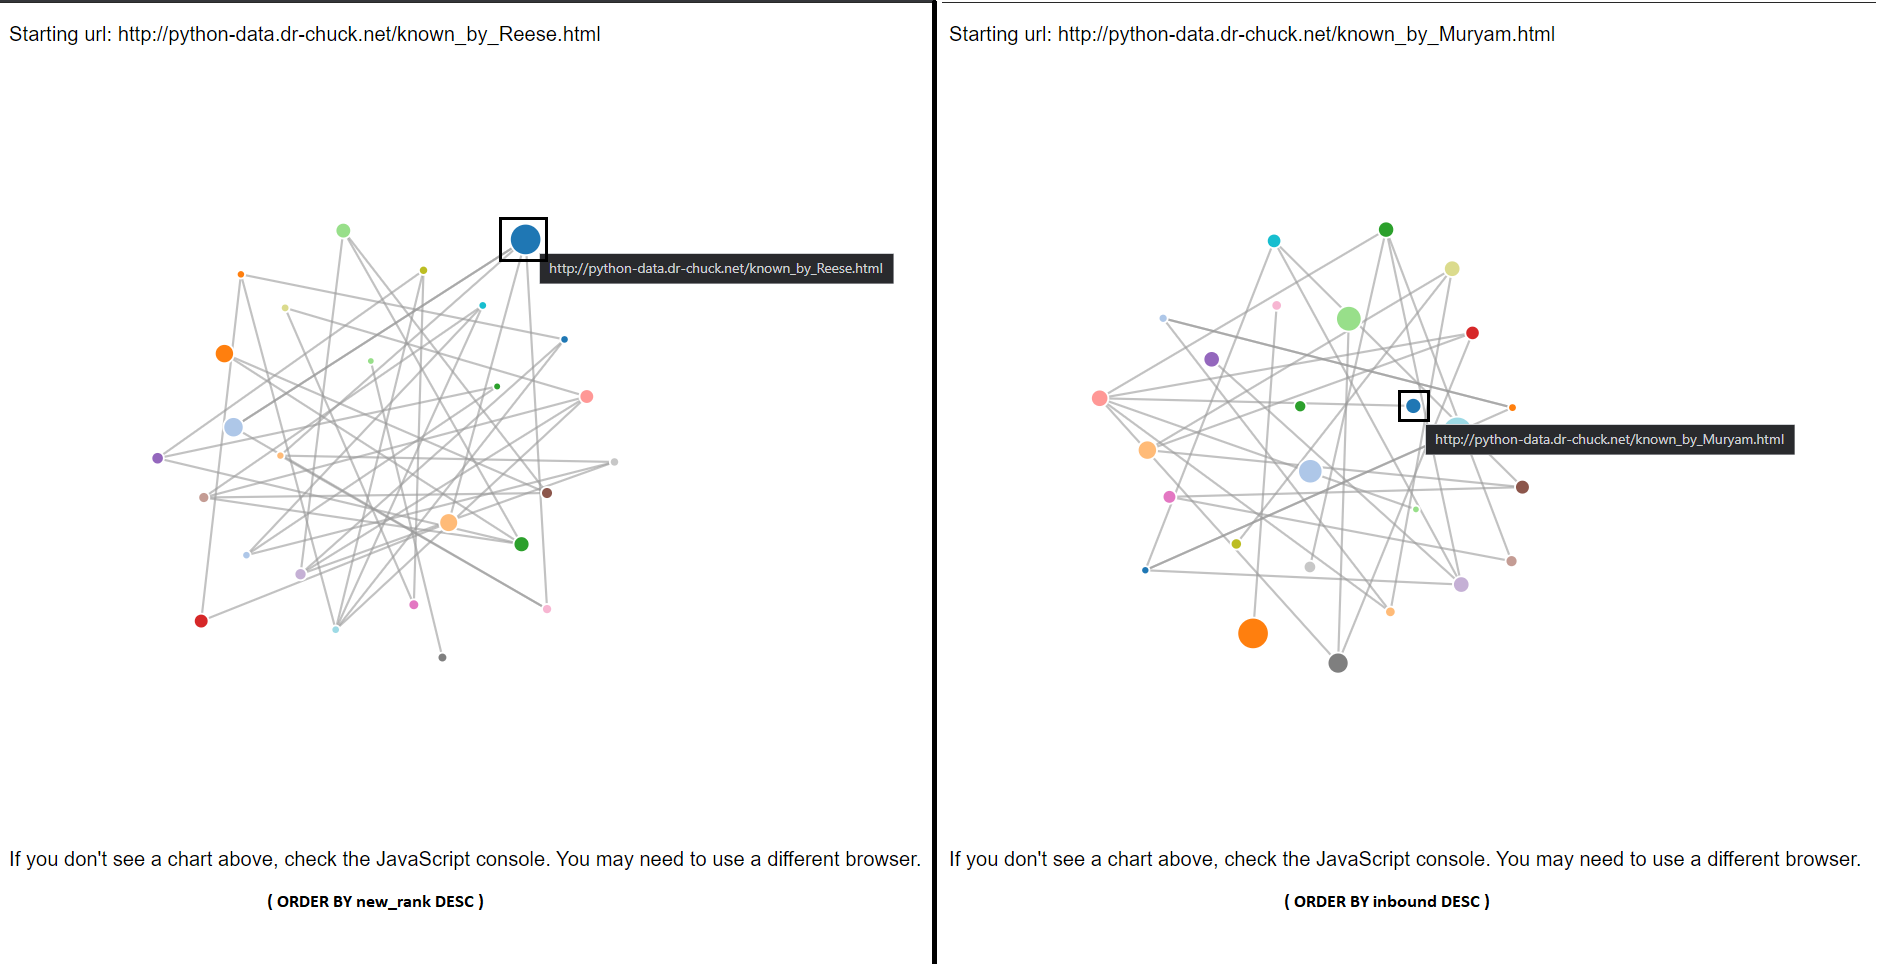 Starting url: http://python-data.dr-chuck.net/known_by_Reese.html
http://python-data.dr-chuck.net/known_by_Reese.html
If you don't see a chart above, check the JavaScript console. You may need to use a different browser.
( ORDER BY new_rank DESC )
Starting url: http://python-data.dr-chuck.net/known_by_Muryam.html
http://python-data.dr-chuck.net/known_by_Muryam.html
If you don't see a chart above, check the JavaScript console. You may need to use a different browser.
( ORDER BY inbound DESC )